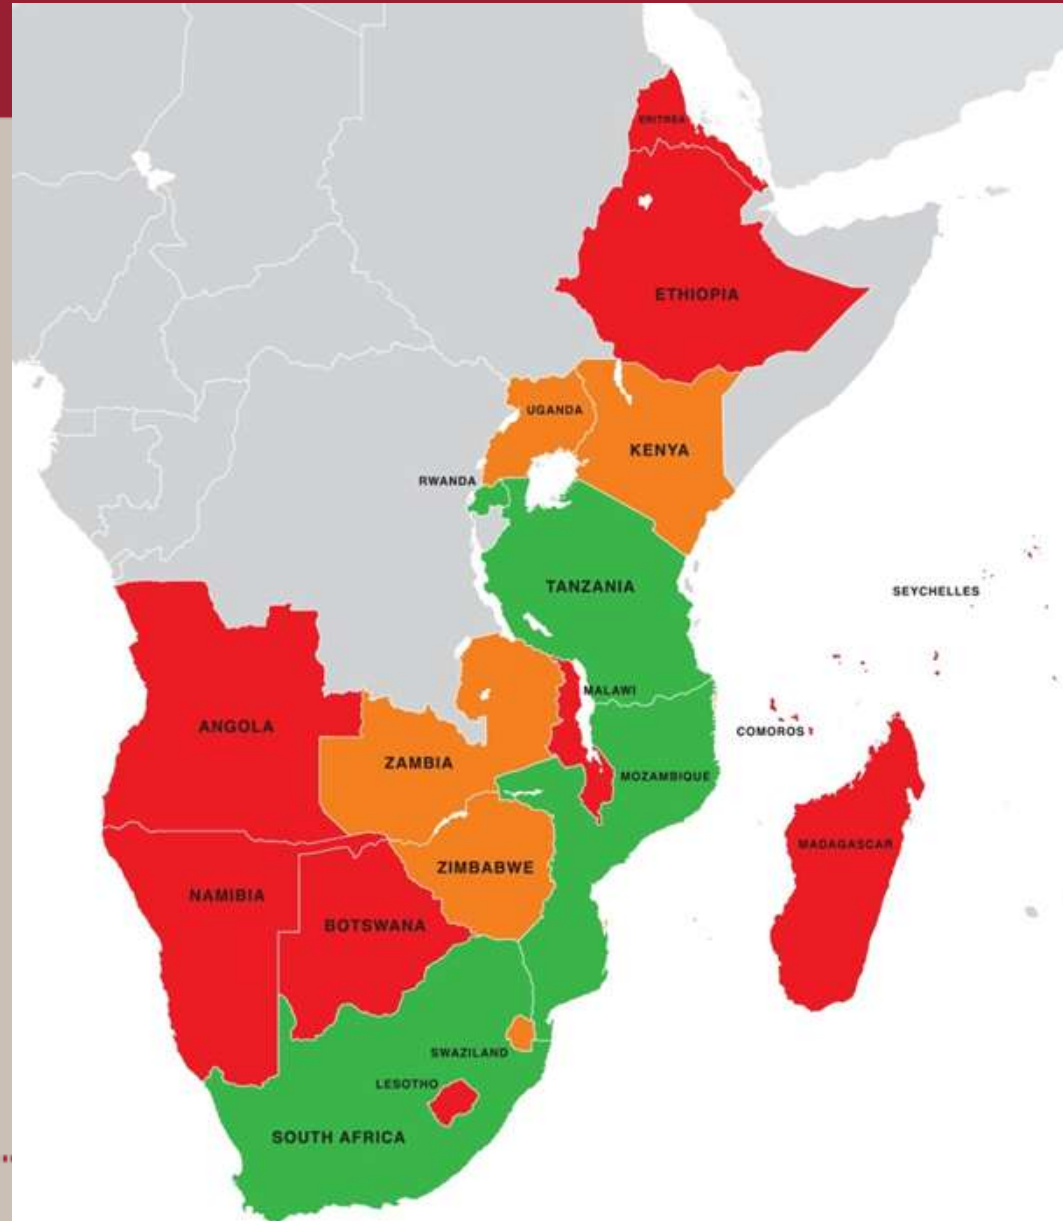 ERITREA
ETHIOPIA
UGANDA
KENYA
RWANDA
TANZANIA
SEYCHELLES
MALAWI
ANGOLA
COMOROS
ZAMBIA
MOZAMBIQUE
MADAGASCAR
ZIMBABWE
NAMIBIA
BOTSWANA
SWAZILAND
LESOTHO
SOUTH AFRICA